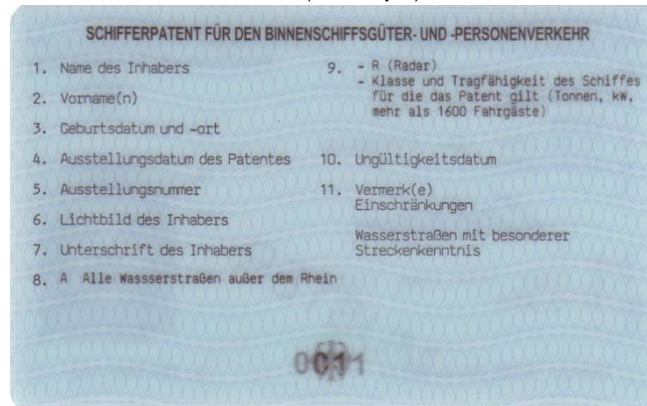 SCHIFFERPATENT FÜR DEN BINNENSCHIFFSGÜTER- UND -PERSONENVERKEHR
1. Name des Inhabers
2. Vorname(n)
3. Geburtsdatum und -ort
4. Ausstellungsdatum des Patentes
5. Ausstellungsnummer
6. Lichtbild des Inhabers
7. Unterschrift des Inhabers
8. A Alle Wassserstraßen außer dem Rhein
9. - R (Radar)
- Klasse und Tragfähigkeit des Schiffes
für die das Patent gilt (Tonnen, kW,
mehr als 1600 Fahrgäste)
10. Ungültigkeitsdatum
11. Vermerk(e)
Einschränkungen
Wasserstraßen mit besonderer
Streckenkenntnis